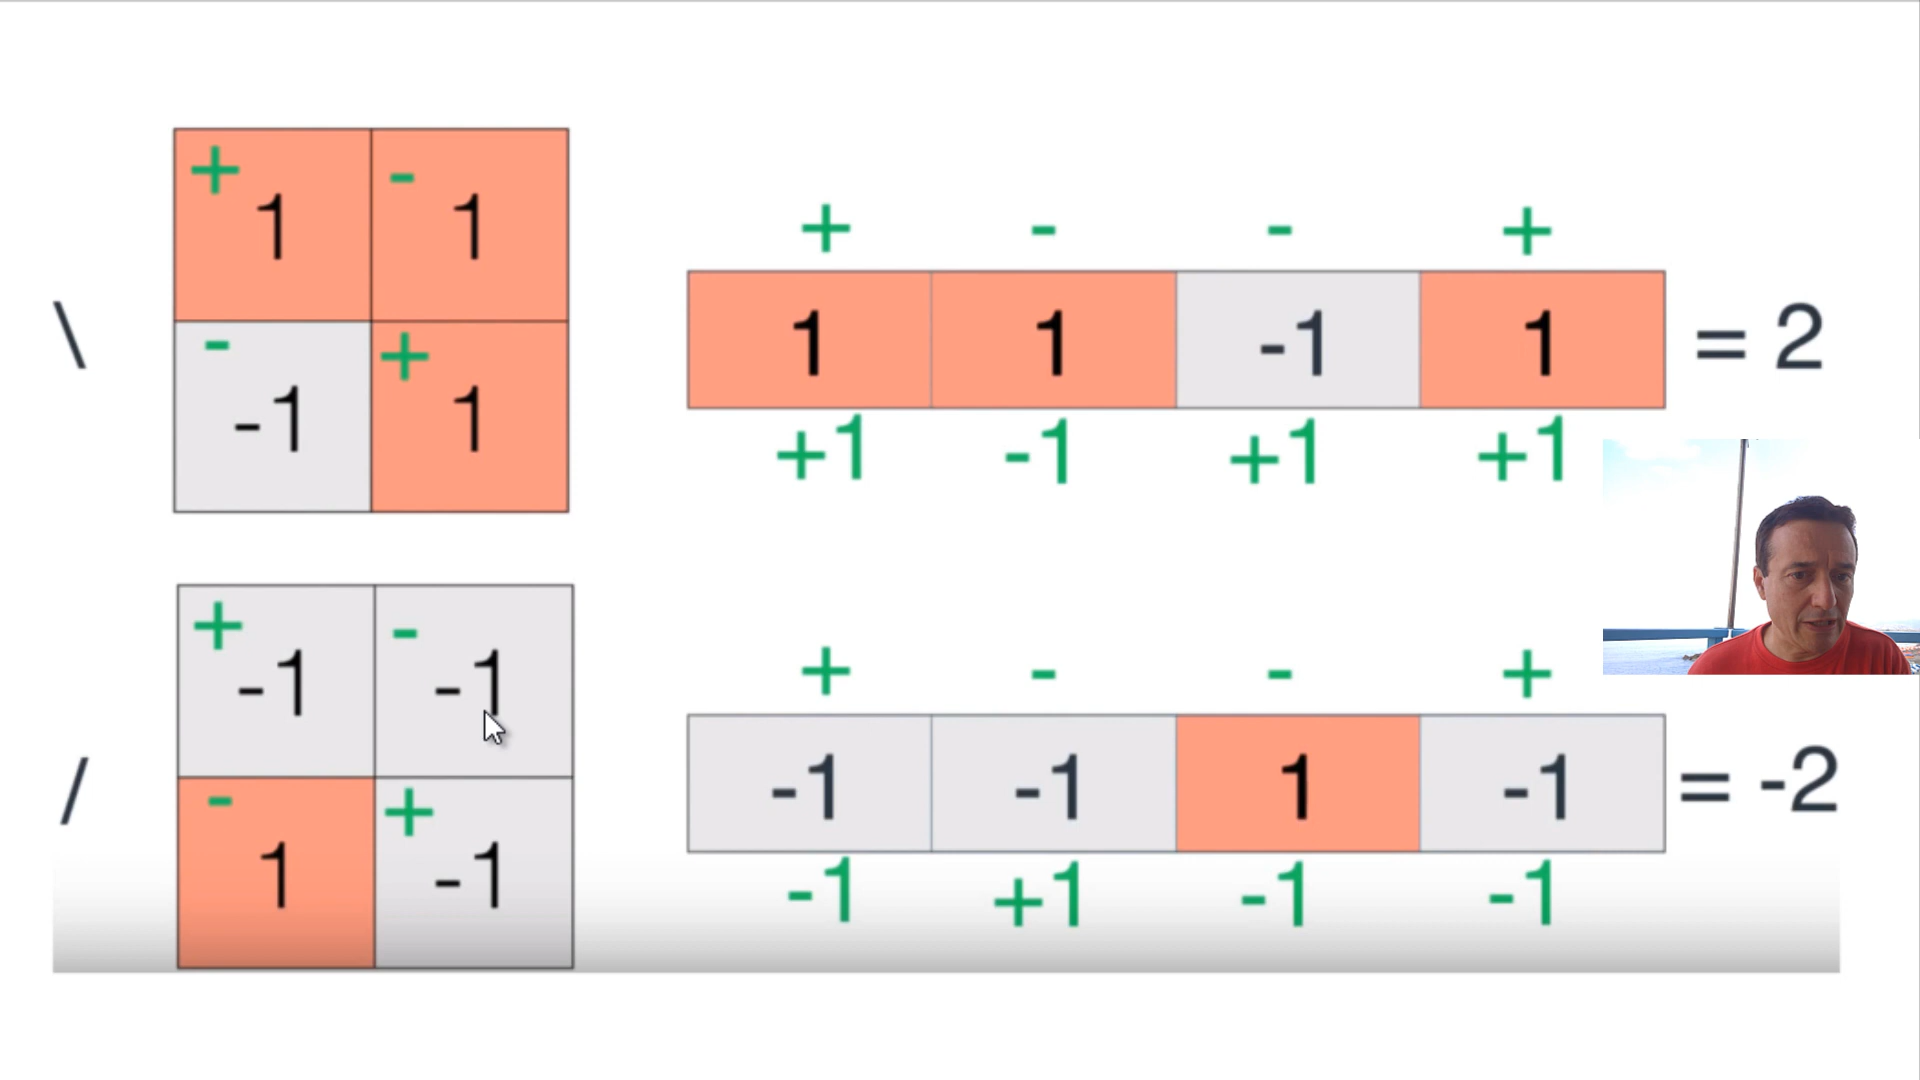 + -
1 1
\
- +
-1 1
+ - - +
1 1 -1 1 = 2
+1 -1 +1 +1
+ -
-1 -1
/
- +
1 -1
+ - - +
-1 -1 1 -1 = -2
-1 +1 -1 -1